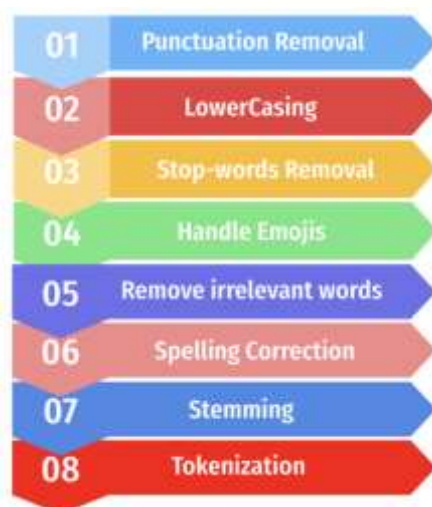 01 Punctuation Removal
02 LowerCasing
03 Stop-words Removal
04 Handle Emojis
05 Remove irrelevant words
06 Spelling Correction
07 Stemming
08 Tokenization